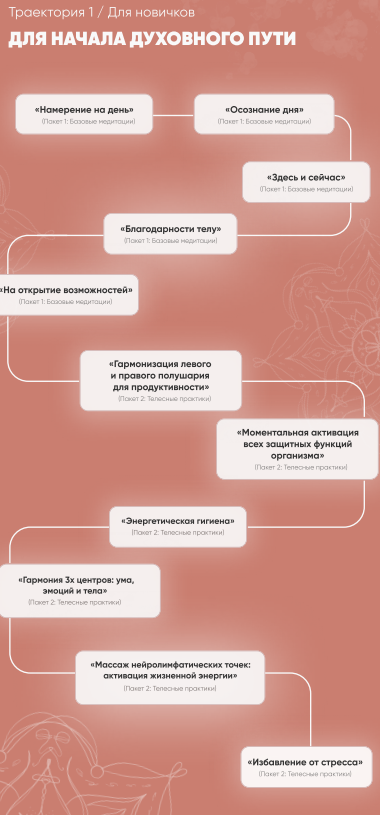 Траектория 1 / Для новичков
ДЛЯ НАЧАЛА ДУХОВНОГО ПУТИ
«Намерение на день»
(Пакет 1: Базовые медитации)
«Осознание дня»
(Пакет 1: Базовые медитации)
«Здесь и сейчас»
(Пакет 1: Базовые медитации)
«Благодарности телу»
(Пакет 1: Базовые медитации)
«На открытие возможностей»
(Пакет 1: Базовые медитации)
«Гармонизация левого
и правого полушария
для продуктивности»
(Пакет 2: Телесные практики)
«Моментальная активация
всех защитных функций
организма»
(Пакет 2: Телесные практики)
«Энергетическая гигиена»
(Пакет 2: Телесные практики)
«Гармония 3х центров: ума,
эмоций и тела»
(Пакет 2: Телесные практики)
«Массаж нейролимфатических точек:
активация жизненной энергии»
(Пакет 2: Телесные практики)
«Избавление от стресса»
(Пакет 2: Телесные практики)